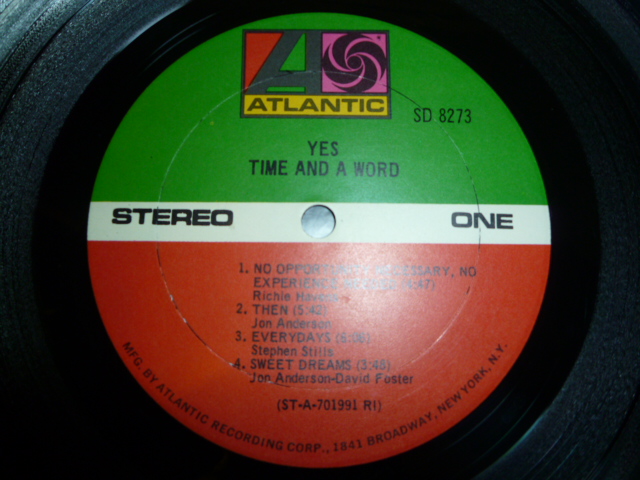 ATLANTIC
SD 8273
YES
TIME AND A WORD
STEREO
ONE
1. NO OPPORTUNITY NECESSARY, NO
EXPERIENCE (4:47)
Richie Havens
2. THEN (5:42)
Jon Anderson
3. EVERYDAYS (6:08)
Stephen Stills
4. SWEET DREAMS (3:48)
Jon Anderson-David Foster
(ST-A-701991 RI)
MFG. BY ATLANTIC RECORDING CORP., 1841 BROADWAY, NEW YORK, N.Y.